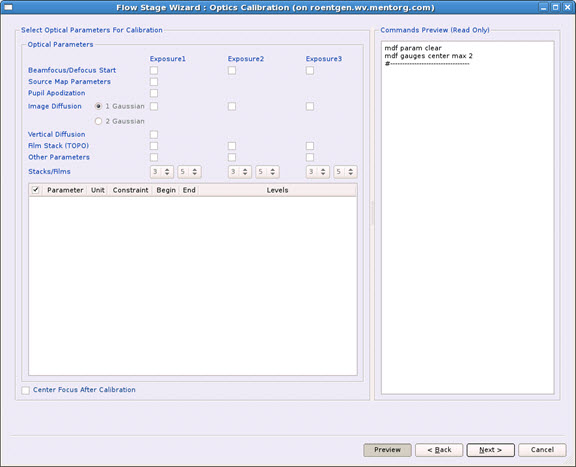 Flow Stage Wizard : Optics Calibration (on roentgen.wv.mentorg.com)
Select Optical Parameters For Calibration
Optical Parameters
Exposure1 Exposure2 Exposure3
Beamfocus/Defocus Start
Source Map Parameters
Pupil Apodization
Image Diffusion 1 Gaussian
2 Gaussian
Vertical Diffusion
Film Stack (TOPO)
Other Parameters
Stacks/Films 3 5 3 5 3 5
Parameter Unit Constraint Begin End Levels
Center Focus After Calibration
Commands Preview (Read Only)
mdf param clear
mdf gauges center max 2
#------------------------------
Preview < Back Next > Cancel